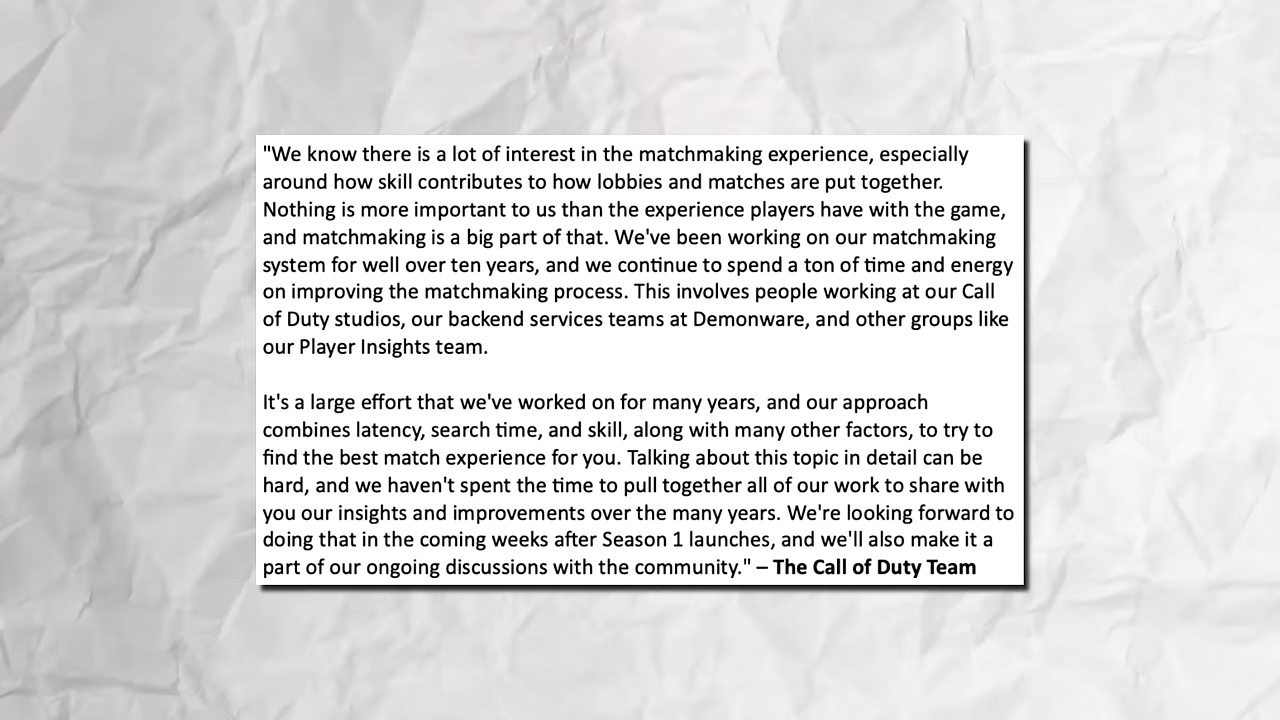 "We know there is a lot of interest in the matchmaking experience, especially
around how skill contributes to how lobbies and matches are put together.
Nothing is more important to us than the experience players have with the game,
and matchmaking is a big part of that. We've been working on our matchmaking
system for well over ten years, and we continue to spend a ton of time and energy
on improving the matchmaking process. This involves people working at our Call
of Duty studios, our backend services teams at Demonware, and other groups like
our Player Insights team.
It's a large effort that we've worked on for many years, and our approach
combines latency, search time, and skill, along with many other factors, to try to
find the best match experience for you. Talking about this topic in detail can be
hard, and we haven't spent the time to pull together all of our work to share with
you our insights and improvements over the many years. We're looking forward to
doing that in the coming weeks after Season 1 launches, and we'll also make it a
part of our ongoing discussions with the community." – The Call of Duty Team